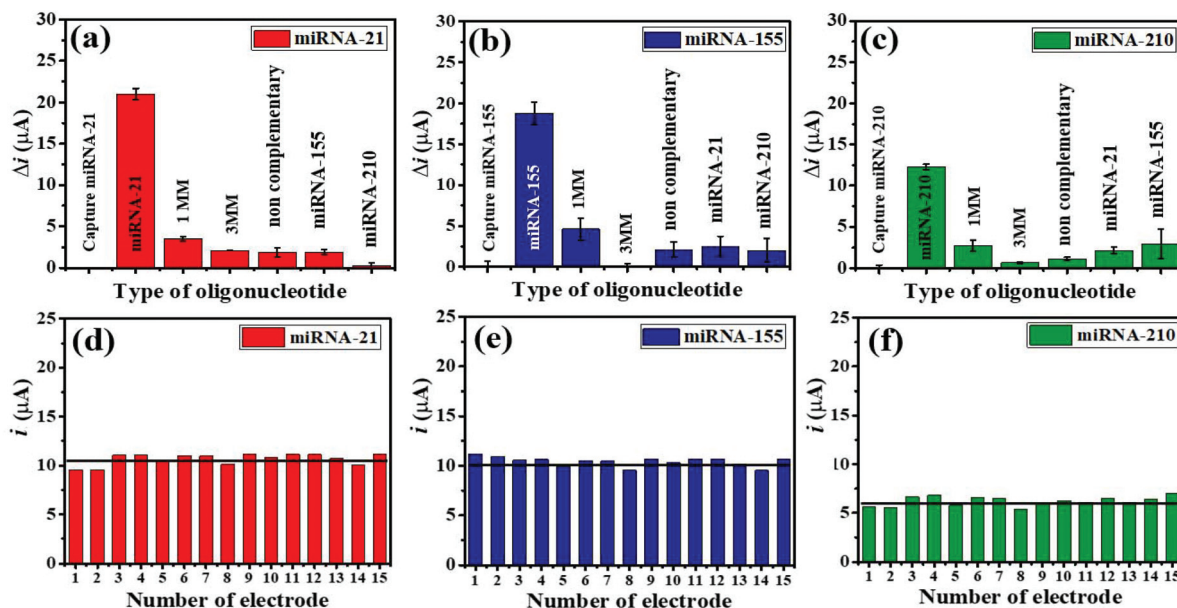 (a)
miRNA-21
30
25
20
15
10
5
0
Δi (μA)
Capture miRNA-21
miRNA-21
1 MM
3MM
non complementary
miRNA-155
miRNA-210
Type of oligonucleotide
(b)
miRNA-155
30
25
20
15
10
5
0
Δi (μA)
Capture miRNA-155
miRNA-155
1MM
3MM
non complementary
miRNA-21
miRNA-210
Type of oligonucleotide
(c)
miRNA-210
30
25
20
15
10
5
0
Δi (μA)
Capture miRNA-210
miRNA-210
1MM
3MM
non complementary
miRNA-21
miRNA-155
Type of oligonucleotide
(d)
miRNA-21
25
20
15
10
5
0
i (μA)
1 2 3 4 5 6 7 8 9 10 11 12 13 14 15
Number of electrode
(e)
miRNA-155
25
20
15
10
5
0
i (μA)
1 2 3 4 5 6 7 8 9 10 11 12 13 14 15
Number of electrode
(f)
miRNA-210
25
20
15
10
5
0
i (μA)
1 2 3 4 5 6 7 8 9 10 11 12 13 14 15
Number of electrode